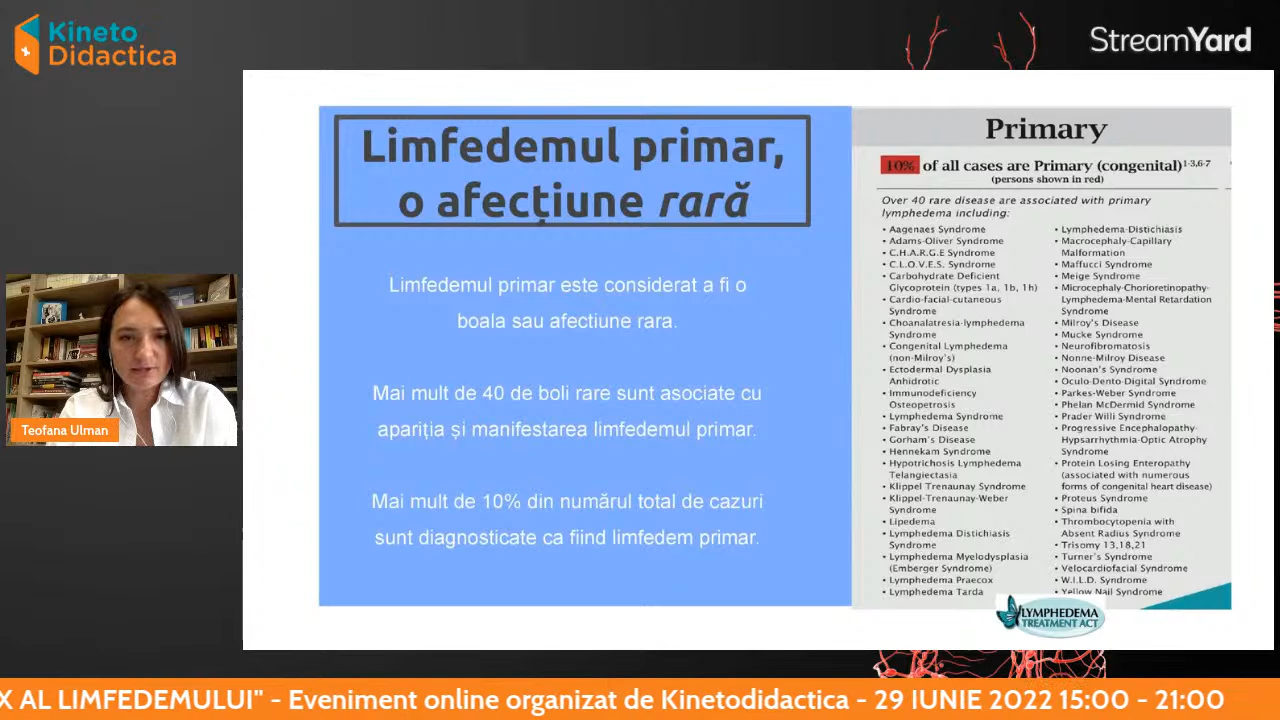 Kineto
Didactica
StreamYard
Limfedemul primar,
o afecțiune rară
Limfedemul primar este considerat a fi o
boala sau afectiune rara.
Mai mult de 40 de boli rare sunt asociate cu
apariția și manifestarea limfedemul primar.
Mai mult de 10% din numărul total de cazuri
sunt diagnosticate ca fiind limfedem primar.
Primary
10% of all cases are Primary (congenital)1-3,6-7
(persons shown in red)
Over 40 rare disease are associated with primary
lymphedema including:
• Aagenaes Syndrome
• Adams-Oliver Syndrome
• C.H.A.R.G.E Syndrome
• C.L.O.V.E.S. Syndrome
• Carbohydrate Deficient
Glycoprotein (types 1a, 1b, 1h)
• Cardio-facial-cutaneous
Syndrome
• Choanalatresia-lymphedema
Syndrome
• Congenital Lymphedema
(non-Milroy's)
• Ectodermal Dysplasia
Anhidrotic
• Immunodeficiency
Osteopetrosis
• Lymphedema Syndrome
• Fabray's Disease
• Gorham's Disease
• Hennekam Syndrome
• Hypotrichosis Lymphedema
Telangiectasia
• Klippel Trenaunay Syndrome
• Klippel-Trenaunay-Weber
Syndrome
• Lipedema
• Lymphedema Distichiasis
Syndrome
• Lymphedema Myelodysplasia
(Emberger Syndrome)
• Lymphedema Praecox
• Lymphedema Tarda
• Lymphedema-Distichiasis
• Macrocephaly-Capillary
Malformation
• Maffucci Syndrome
• Meige Syndrome
• Microcephaly-Chorioretinopathy-
Lymphedema-Mental Retardation
Syndrome
• Milroy's Disease
• Mucke Syndrome
• Neurofibromatosis
• Nonne-Milroy Disease
• Noonan's Syndrome
• Oculo-Dento-Digital Syndrome
• Parkes-Weber Syndrome
• Phelan McDermid Syndrome
• Prader Willi Syndrome
• Progressive Encephalopathy-
Hypsarrhythmia-Optic Atrophy
Syndrome
• Protein Losing Enteropathy
(associated with numerous
forms of congenital heart disease)
• Proteus Syndrome
• Spina bifida
• Thrombocytopenia with
Absent Radius Syndrome
• Trisomy 13,18,21
• Turner's Syndrome
• Velocardiofacial Syndrome
• W.I.L.D. Syndrome
• Yellow Nail Syndrome
LYMPHEDEMA
TREATMENT ACT
Teofana Ulman
X AL LIMFEDEMULUI" - Eveniment online organizat de Kinetodidactica - 29 IUNIE 2022 15:00 - 21:00